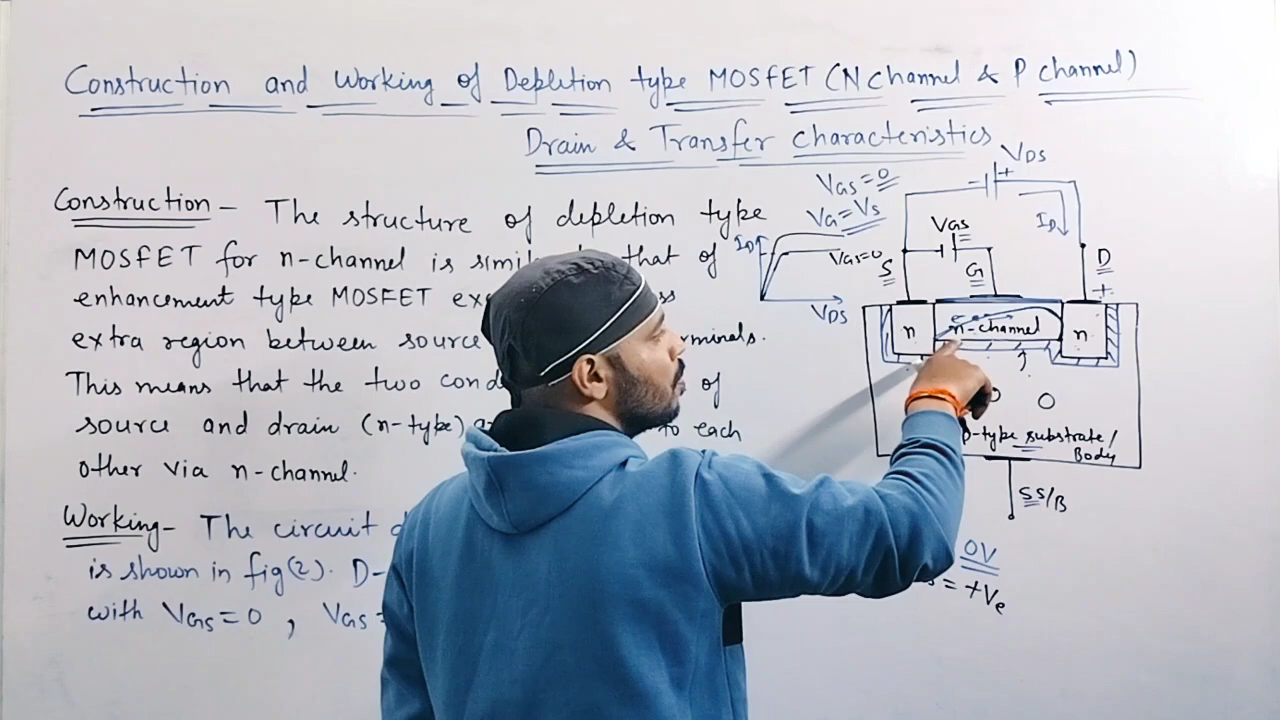 Construction and Working of Depletion type MOSFET (N Channel & P channel)
Drain & Transfer characteristics
Construction - The structure of depletion type
MOSFET for n-channel is that of
enhancement type MOSFET
extra region between source
This means that the two of
source and drain (n-type) to each
other via n-channel.
Working - The circuit
is shown in fig(2). D-
with VGS = 0 , VGS
VGS = 0
VG = VS
ID
VGS = 0
VDS
VDS
- +
ID
VGS
S
G
D
+
n
e e
n-channel
n
p-type substrate/
Body
SS/B
0V
= +Ve